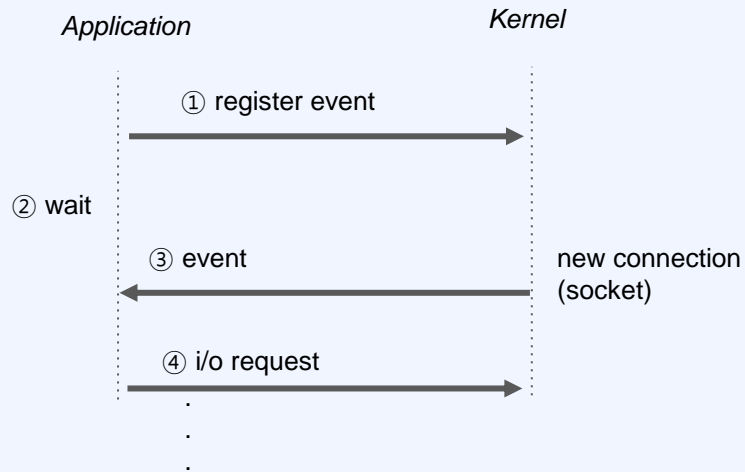 Application
Kernel
① register event
② wait
③ event
new connection
(socket)
④ i/o request
.
.
.